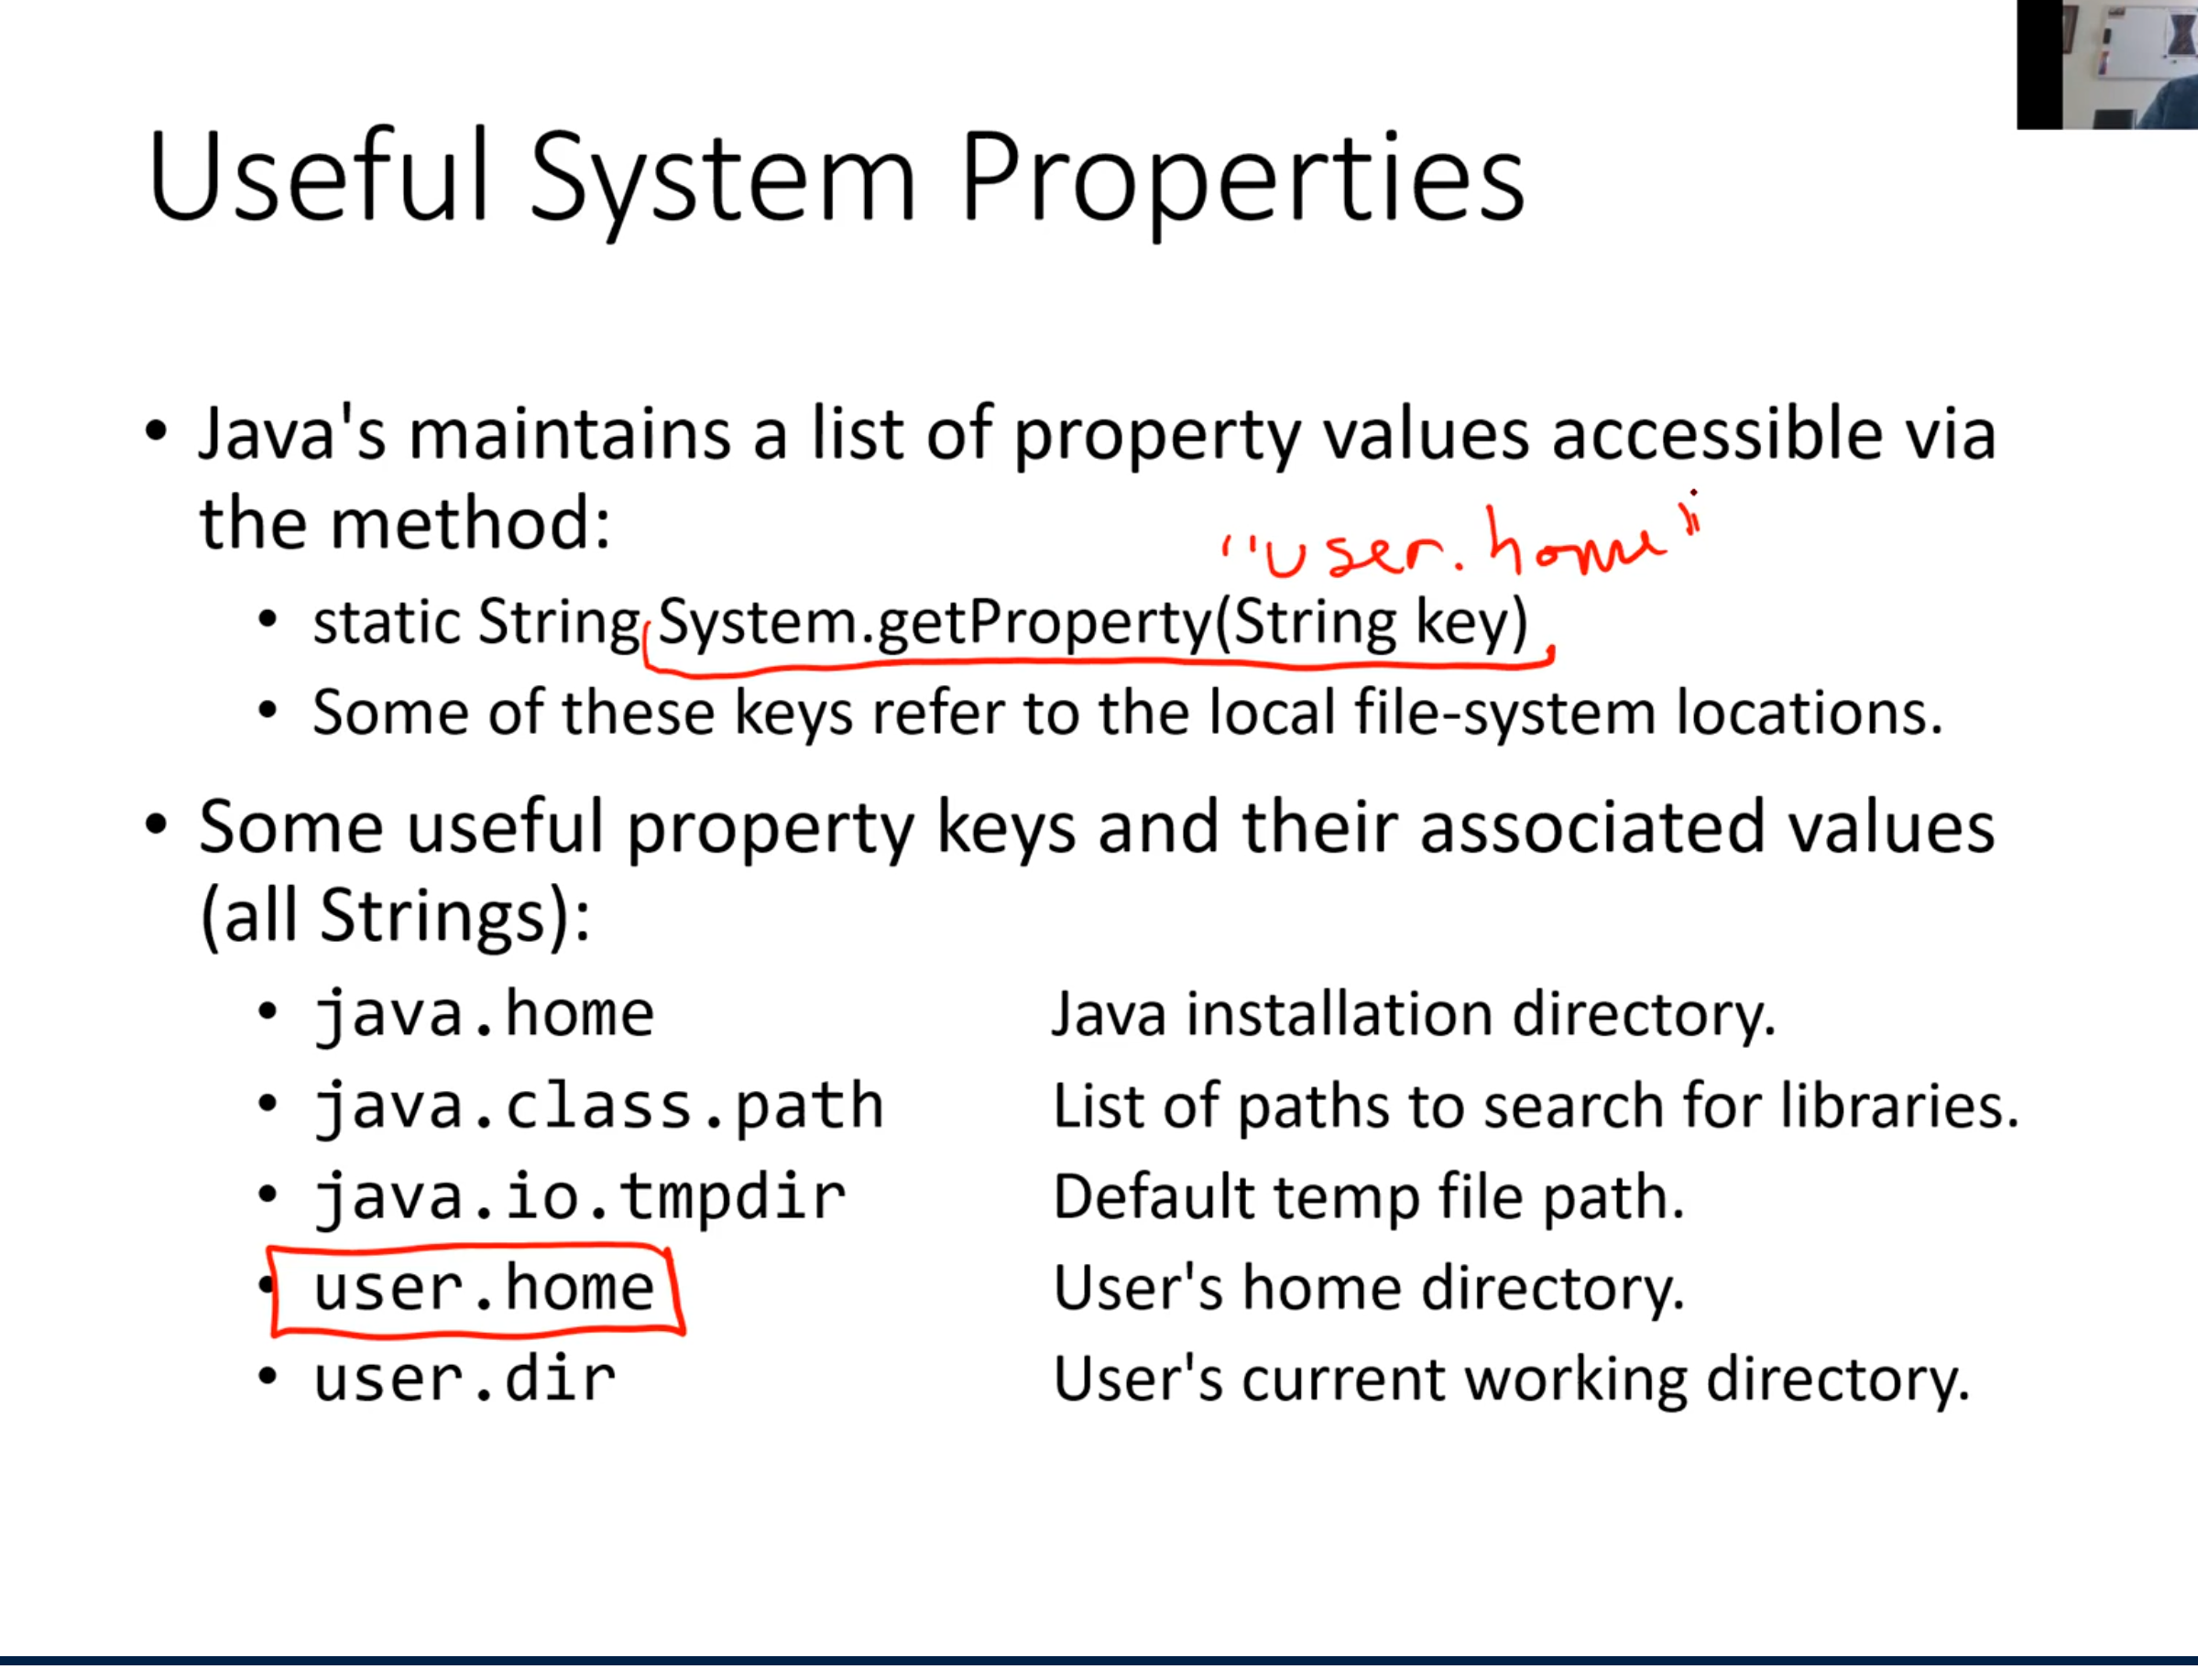 Useful System Properties
• Java's maintains a list of property values accessible via
the method:
"user.home"
• static String System.getProperty(String key)
• Some of these keys refer to the local file-system locations.
• Some useful property keys and their associated values
(all Strings):
• java.home Java installation directory.
• java.class.path List of paths to search for libraries.
• java.io.tmpdir Default temp file path.
• user.home User's home directory.
• user.dir User's current working directory.